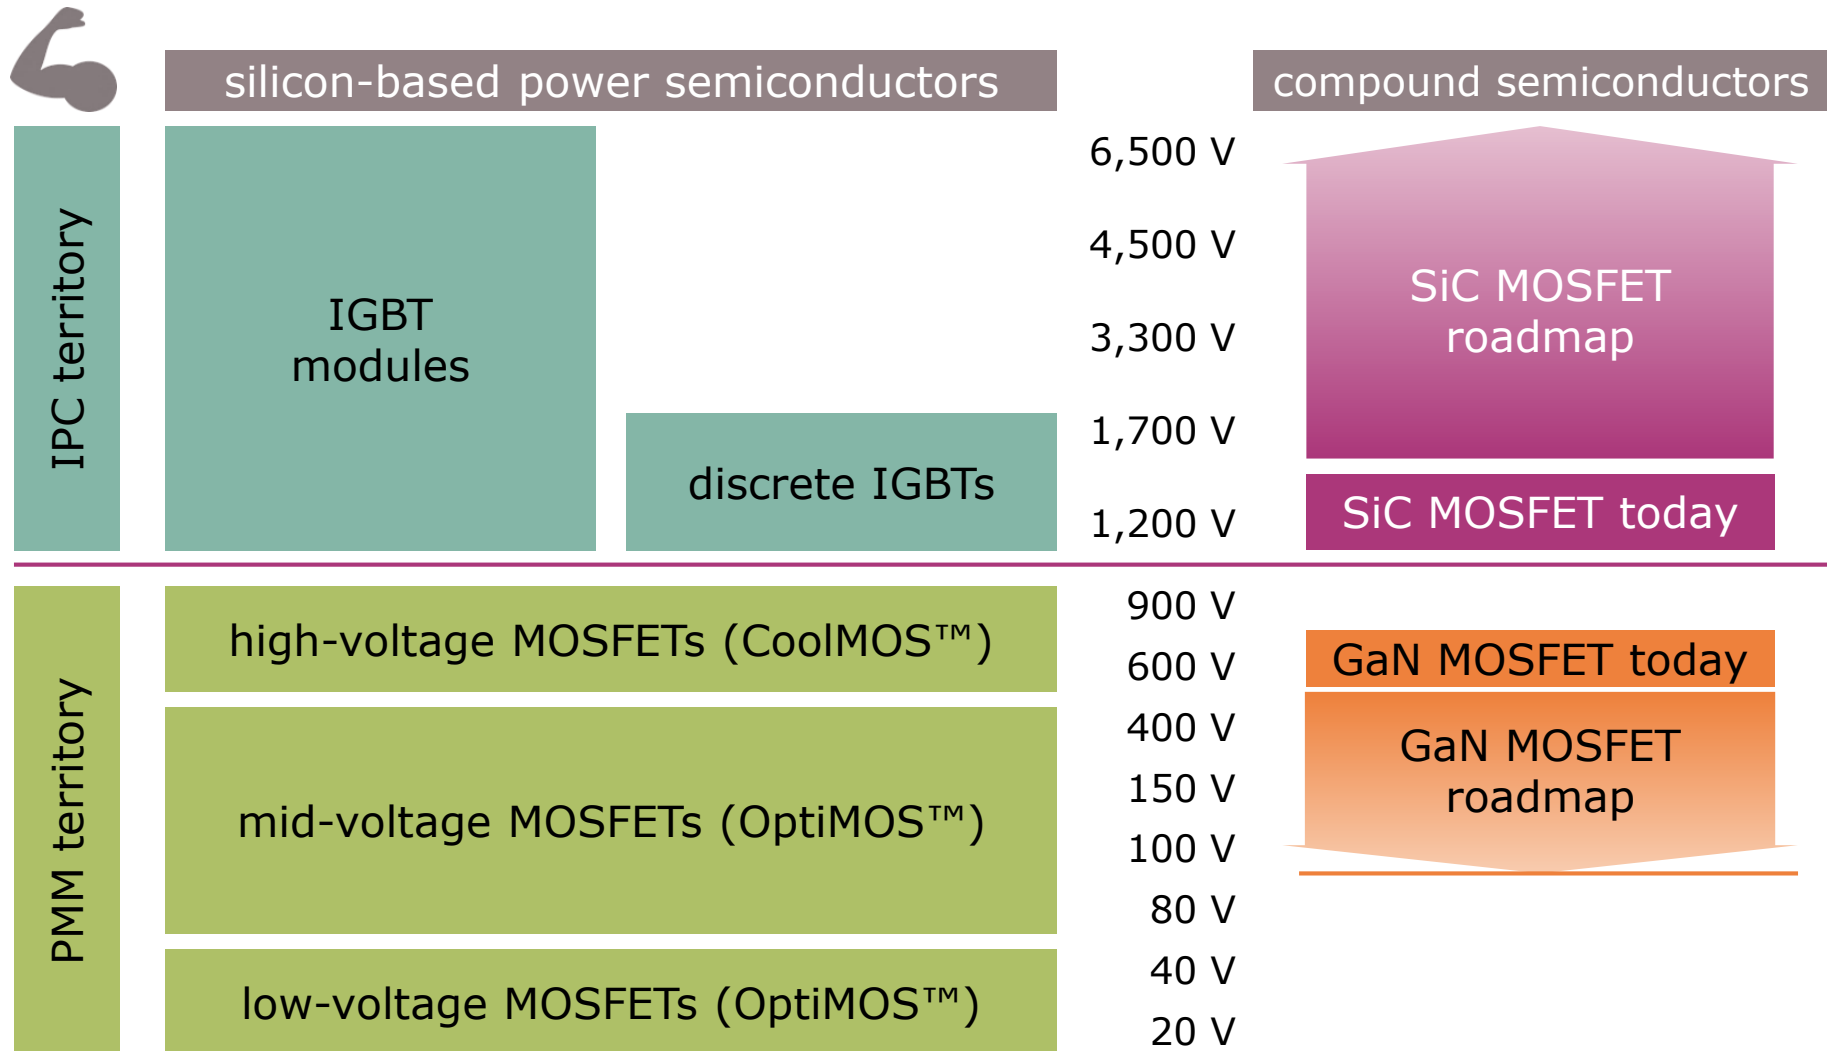 silicon-based power semiconductors
compound semiconductors
IPC territory
IGBT
modules
discrete IGBTs
6,500 V
4,500 V
3,300 V
1,700 V
1,200 V
SiC MOSFET
roadmap
SiC MOSFET today
PMM territory
high-voltage MOSFETs (CoolMOS™)
mid-voltage MOSFETs (OptiMOS™)
low-voltage MOSFETs (OptiMOS™)
900 V
600 V
400 V
150 V
100 V
80 V
40 V
20 V
GaN MOSFET today
GaN MOSFET
roadmap